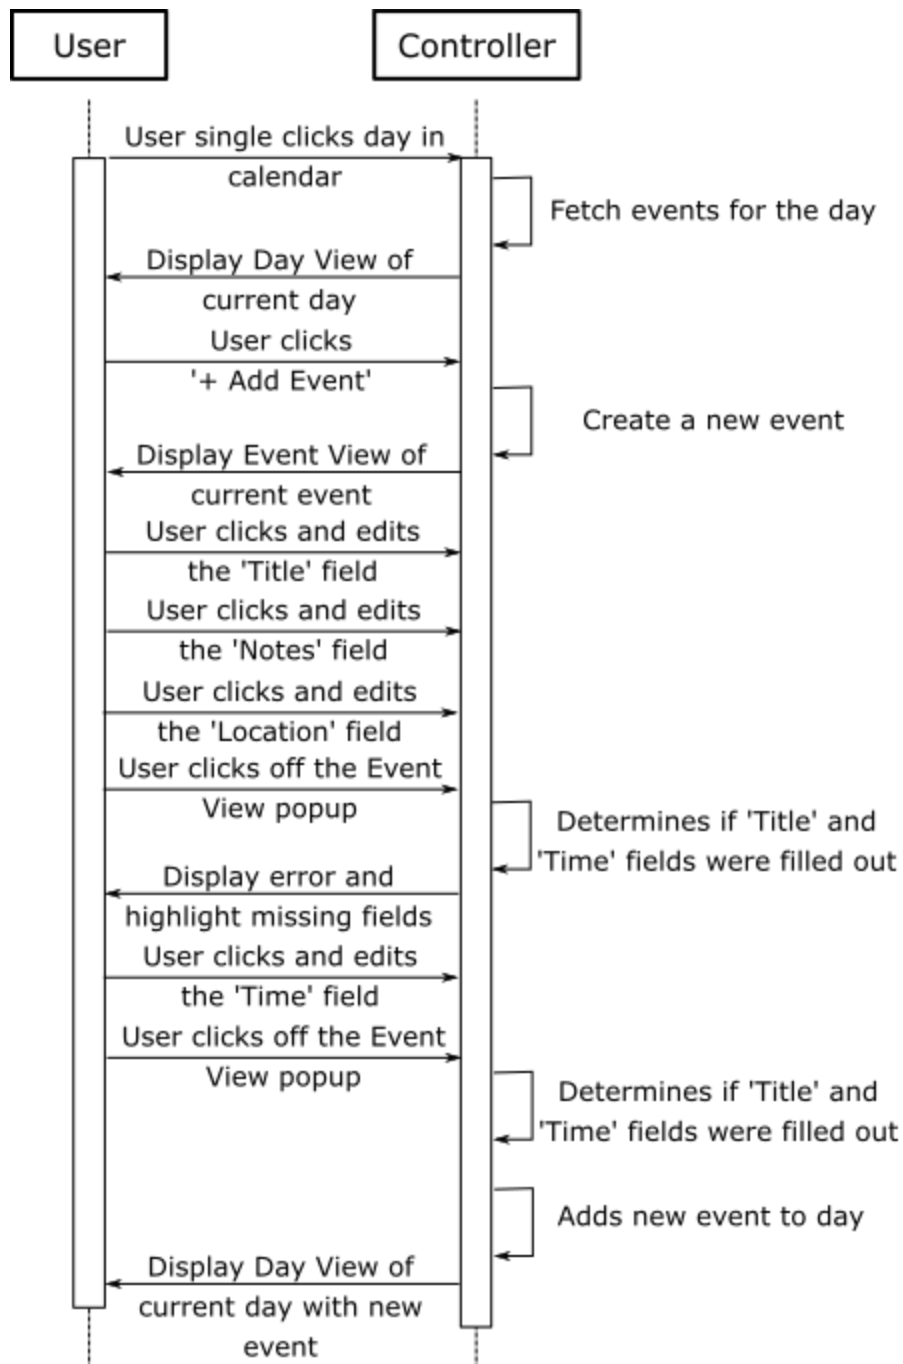 User
Controller
User single clicks day in
calendar
Fetch events for the day
Display Day View of
current day
User clicks
'+ Add Event'
Create a new event
Display Event View of
current event
User clicks and edits
the 'Title' field
User clicks and edits
the 'Notes' field
User clicks and edits
the 'Location' field
User clicks off the Event
View popup
Determines if 'Title' and
'Time' fields were filled out
Display error and
highlight missing fields
User clicks and edits
the 'Time' field
User clicks off the Event
View popup
Determines if 'Title' and
'Time' fields were filled out
Adds new event to day
Display Day View of
current day with new
event